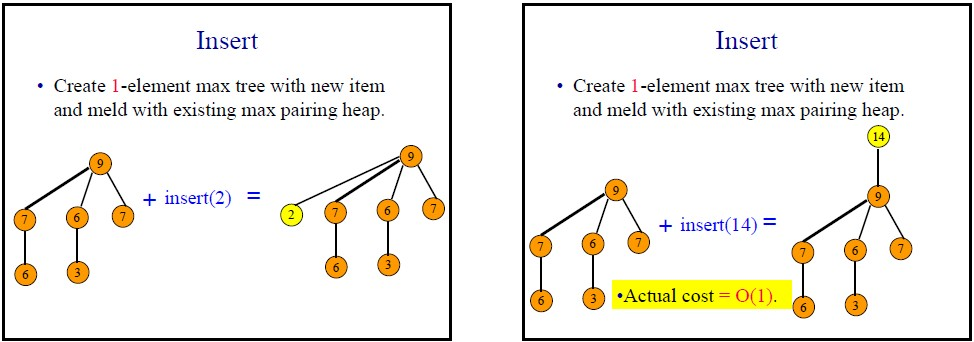 Insert
• Create 1-element max tree with new item
and meld with existing max pairing heap.
9
7 6 7
6 3
+ insert(2) =
9
2 7 6 7
6 3
Insert
• Create 1-element max tree with new item
and meld with existing max pairing heap.
9
7 6 7
6 3
+ insert(14) =
14
9
7 6 7
6 3
•Actual cost = O(1).